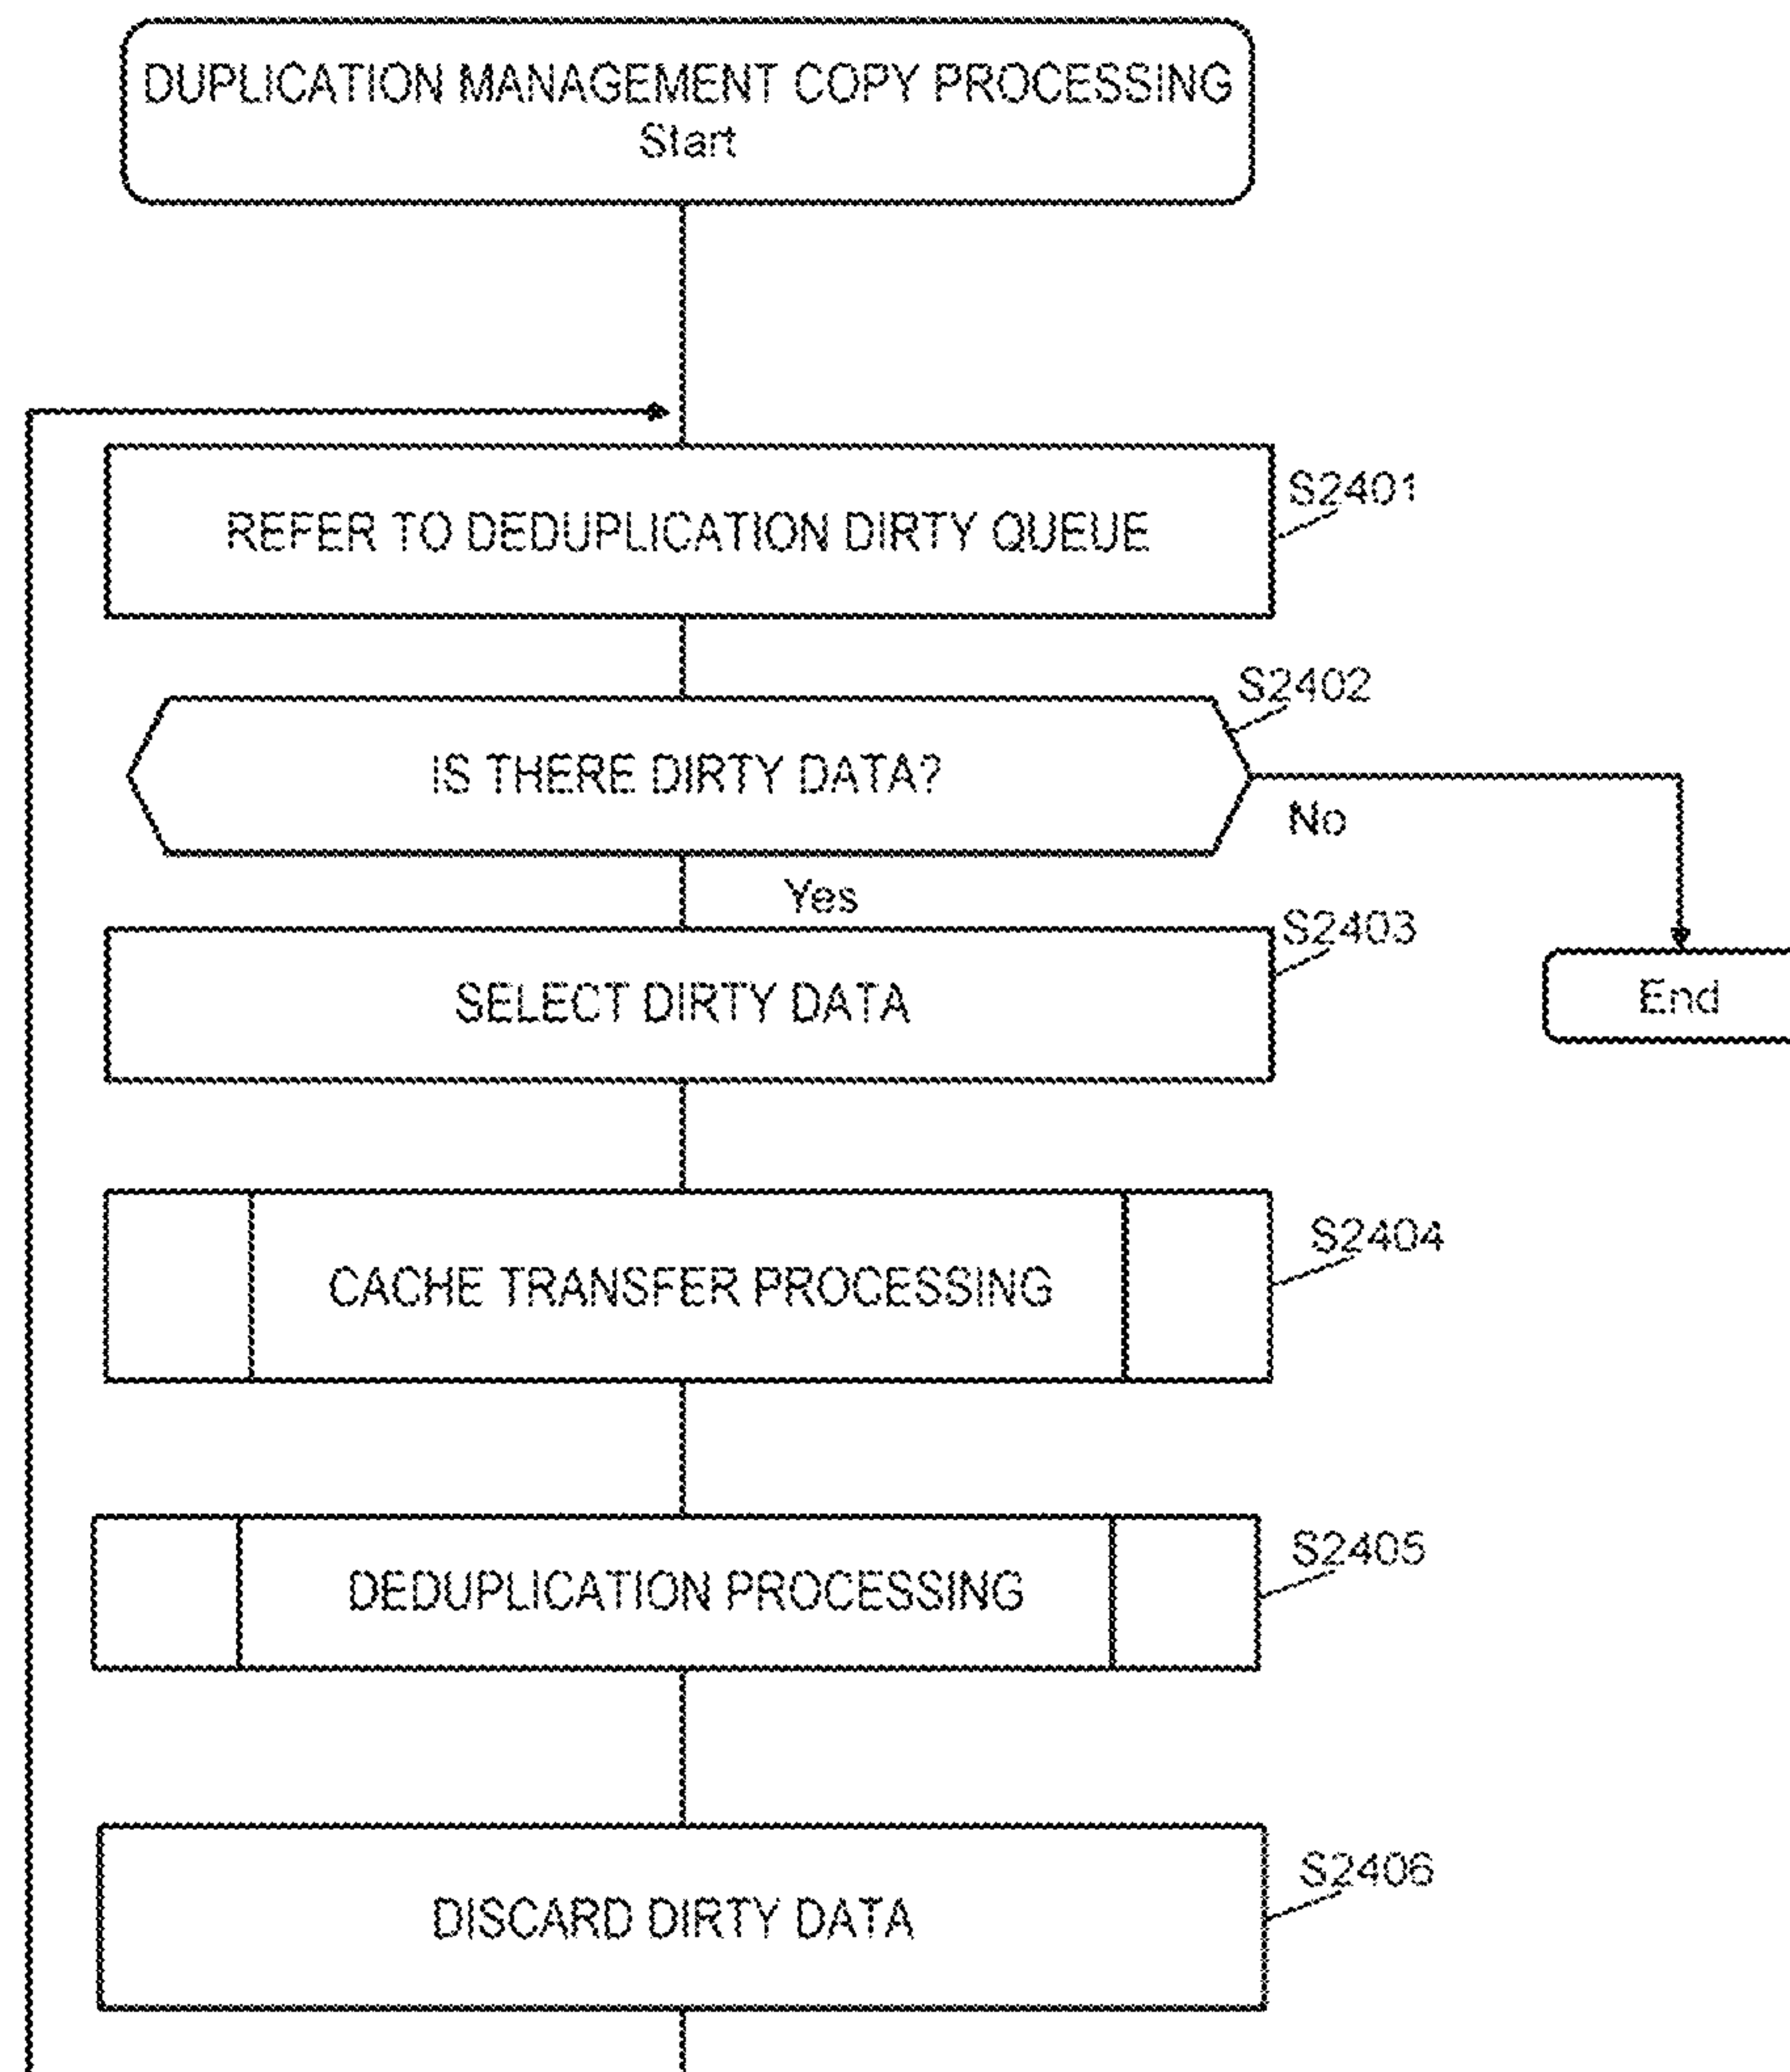 DUPLICATION MANAGEMENT COPY PROCESSING
Start
S2401
REFER TO DEDUPLICATION DIRTY QUEUE
S2402
IS THERE DIRTY DATA?
No
Yes
S2403
SELECT DIRTY DATA
End
S2404
CACHE TRANSFER PROCESSING
S2405
DEDUPLICATION PROCESSING
S2406
DISCARD DIRTY DATA